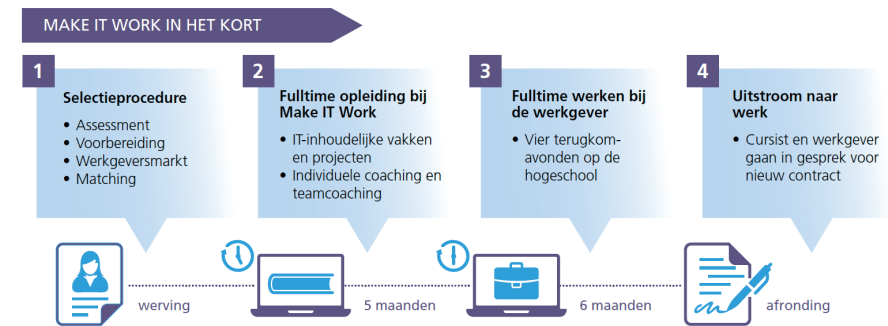 MAKE IT WORK IN HET KORT
1
Selectieprocedure
• Assessment
• Voorbereiding
• Werkgeversmarkt
• Matching
2
Fulltime opleiding bij
Make IT Work
• IT-inhoudelijke vakken
en projecten
• Individuele coaching en
teamcoaching
3
Fulltime werken bij
de werkgever
• Vier terugkom-
avonden op de
hogeschool
4
Uitstroom naar
werk
• Cursist en werkgever
gaan in gesprek voor
nieuw contract
werving
5 maanden
6 maanden
afronding